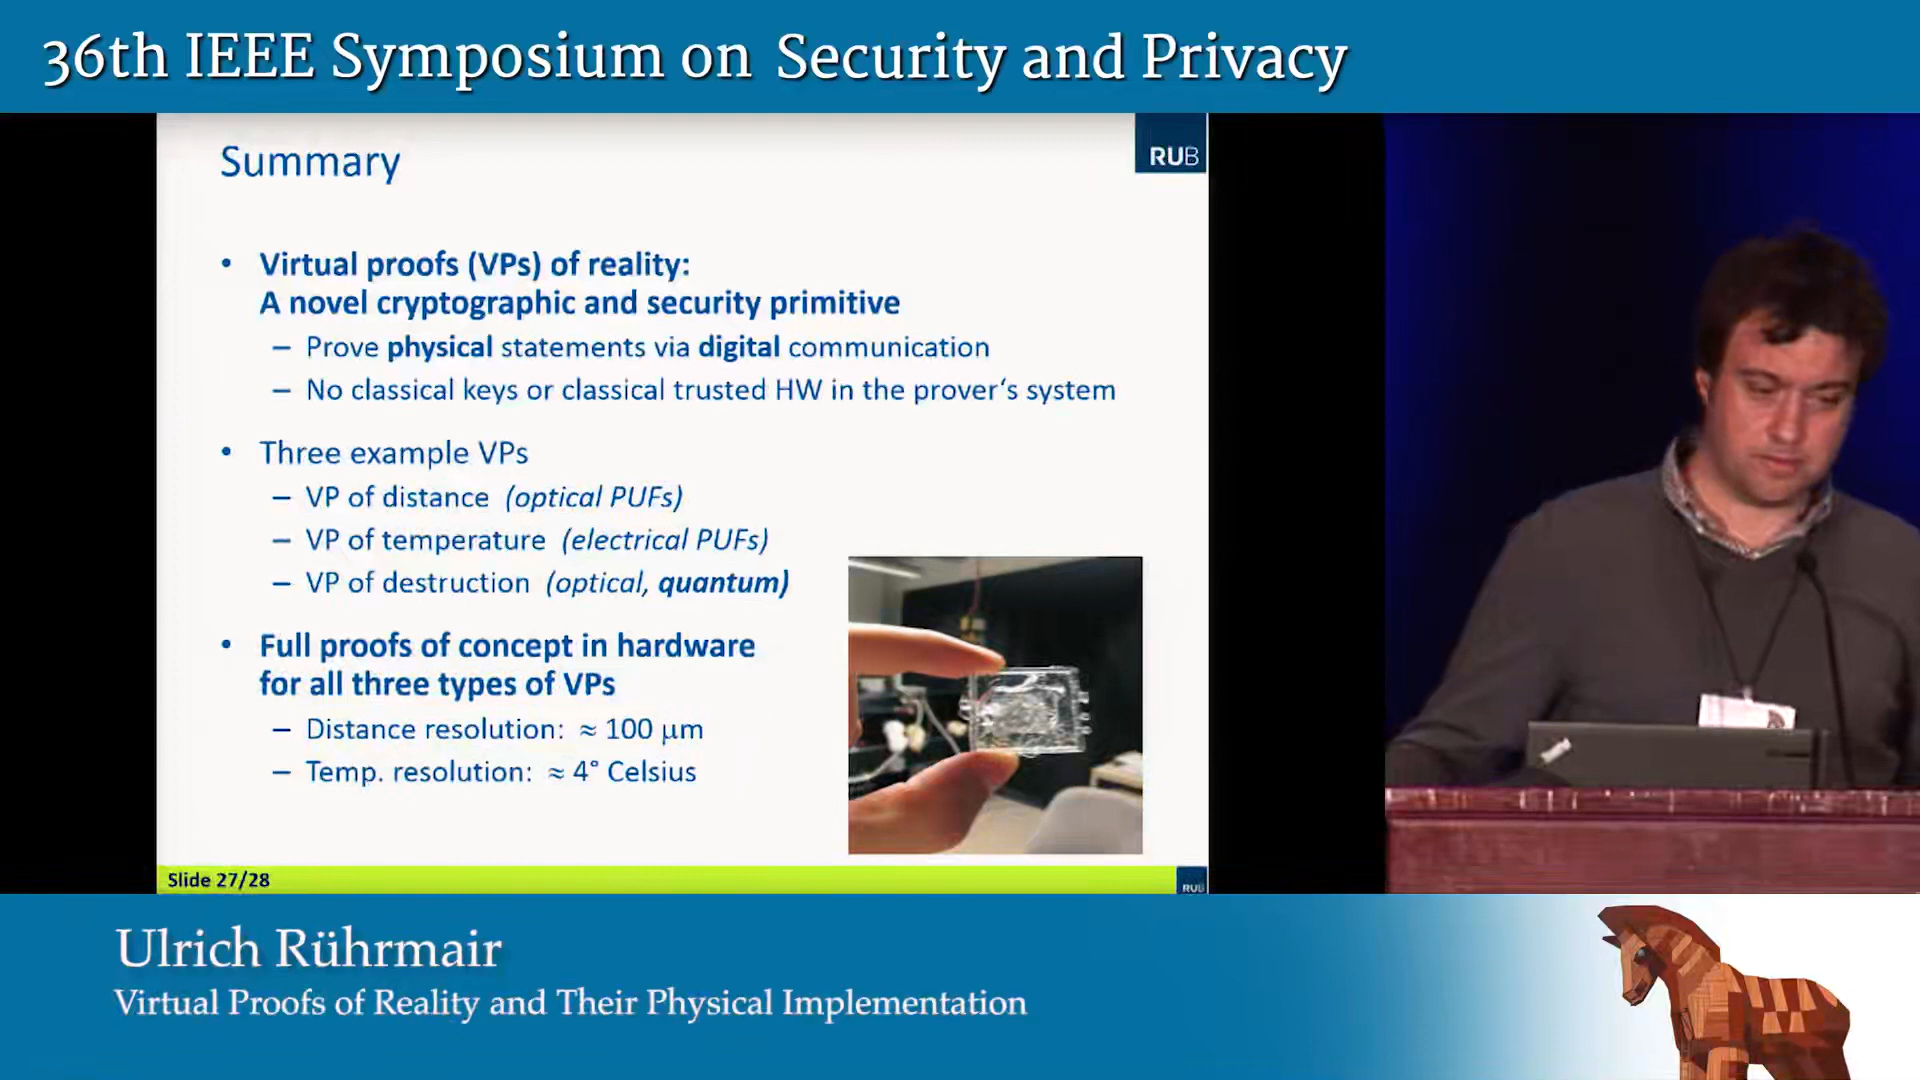 36th IEEE Symposium on Security and Privacy
Summary
RUB
• Virtual proofs (VPs) of reality:
A novel cryptographic and security primitive
– Prove physical statements via digital communication
– No classical keys or classical trusted HW in the prover‘s system
• Three example VPs
– VP of distance (optical PUFs)
– VP of temperature (electrical PUFs)
– VP of destruction (optical, quantum)
• Full proofs of concept in hardware
for all three types of VPs
– Distance resolution: ≈ 100 μm
– Temp. resolution: ≈ 4° Celsius
Slide 27/28
RUB
Ulrich Rührmair
Virtual Proofs of Reality and Their Physical Implementation